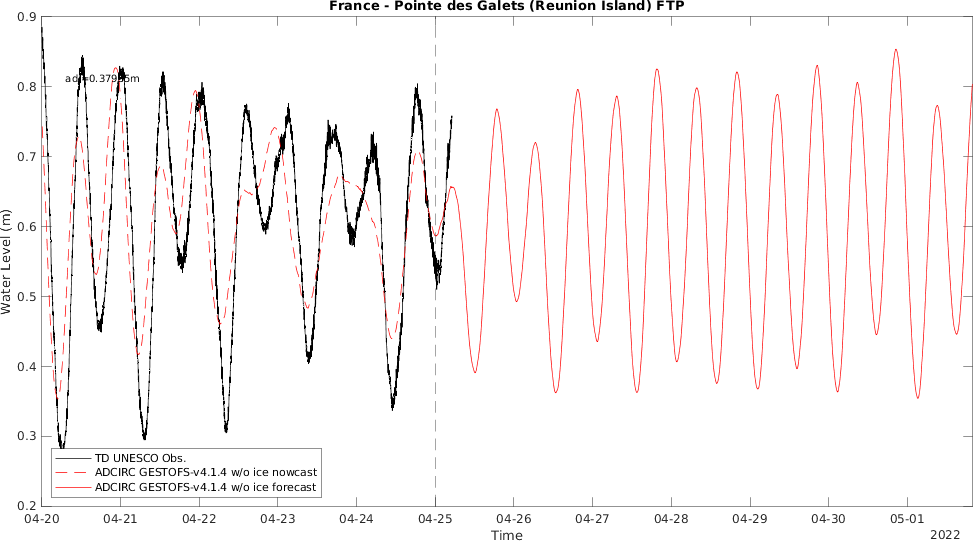 France - Pointe des Galets (Reunion Island) FTP
0.9
0.8
0.7
0.6
0.5
0.4
0.3
0.2
Water Level (m)
TD UNESCO Obs.
ADCIRC GESTOFS-v4.1.4 w/o ice nowcast
ADCIRC GESTOFS-v4.1.4 w/o ice forecast
04-20 04-21 04-22 04-23 04-24 04-25 04-26 04-27 04-28 04-29 04-30 05-01
Time
2022